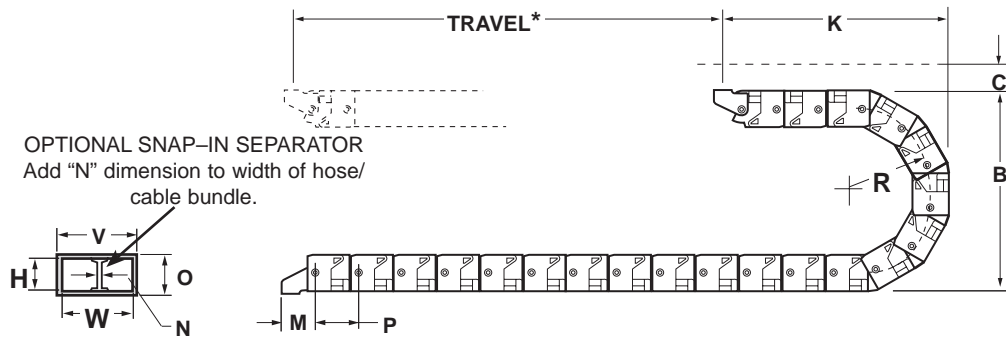 TRAVEL*
K
C
OPTIONAL SNAP–IN SEPARATOR
Add “N” dimension to width of hose/
cable bundle.
B
R
V
H
O
W
N
M
P